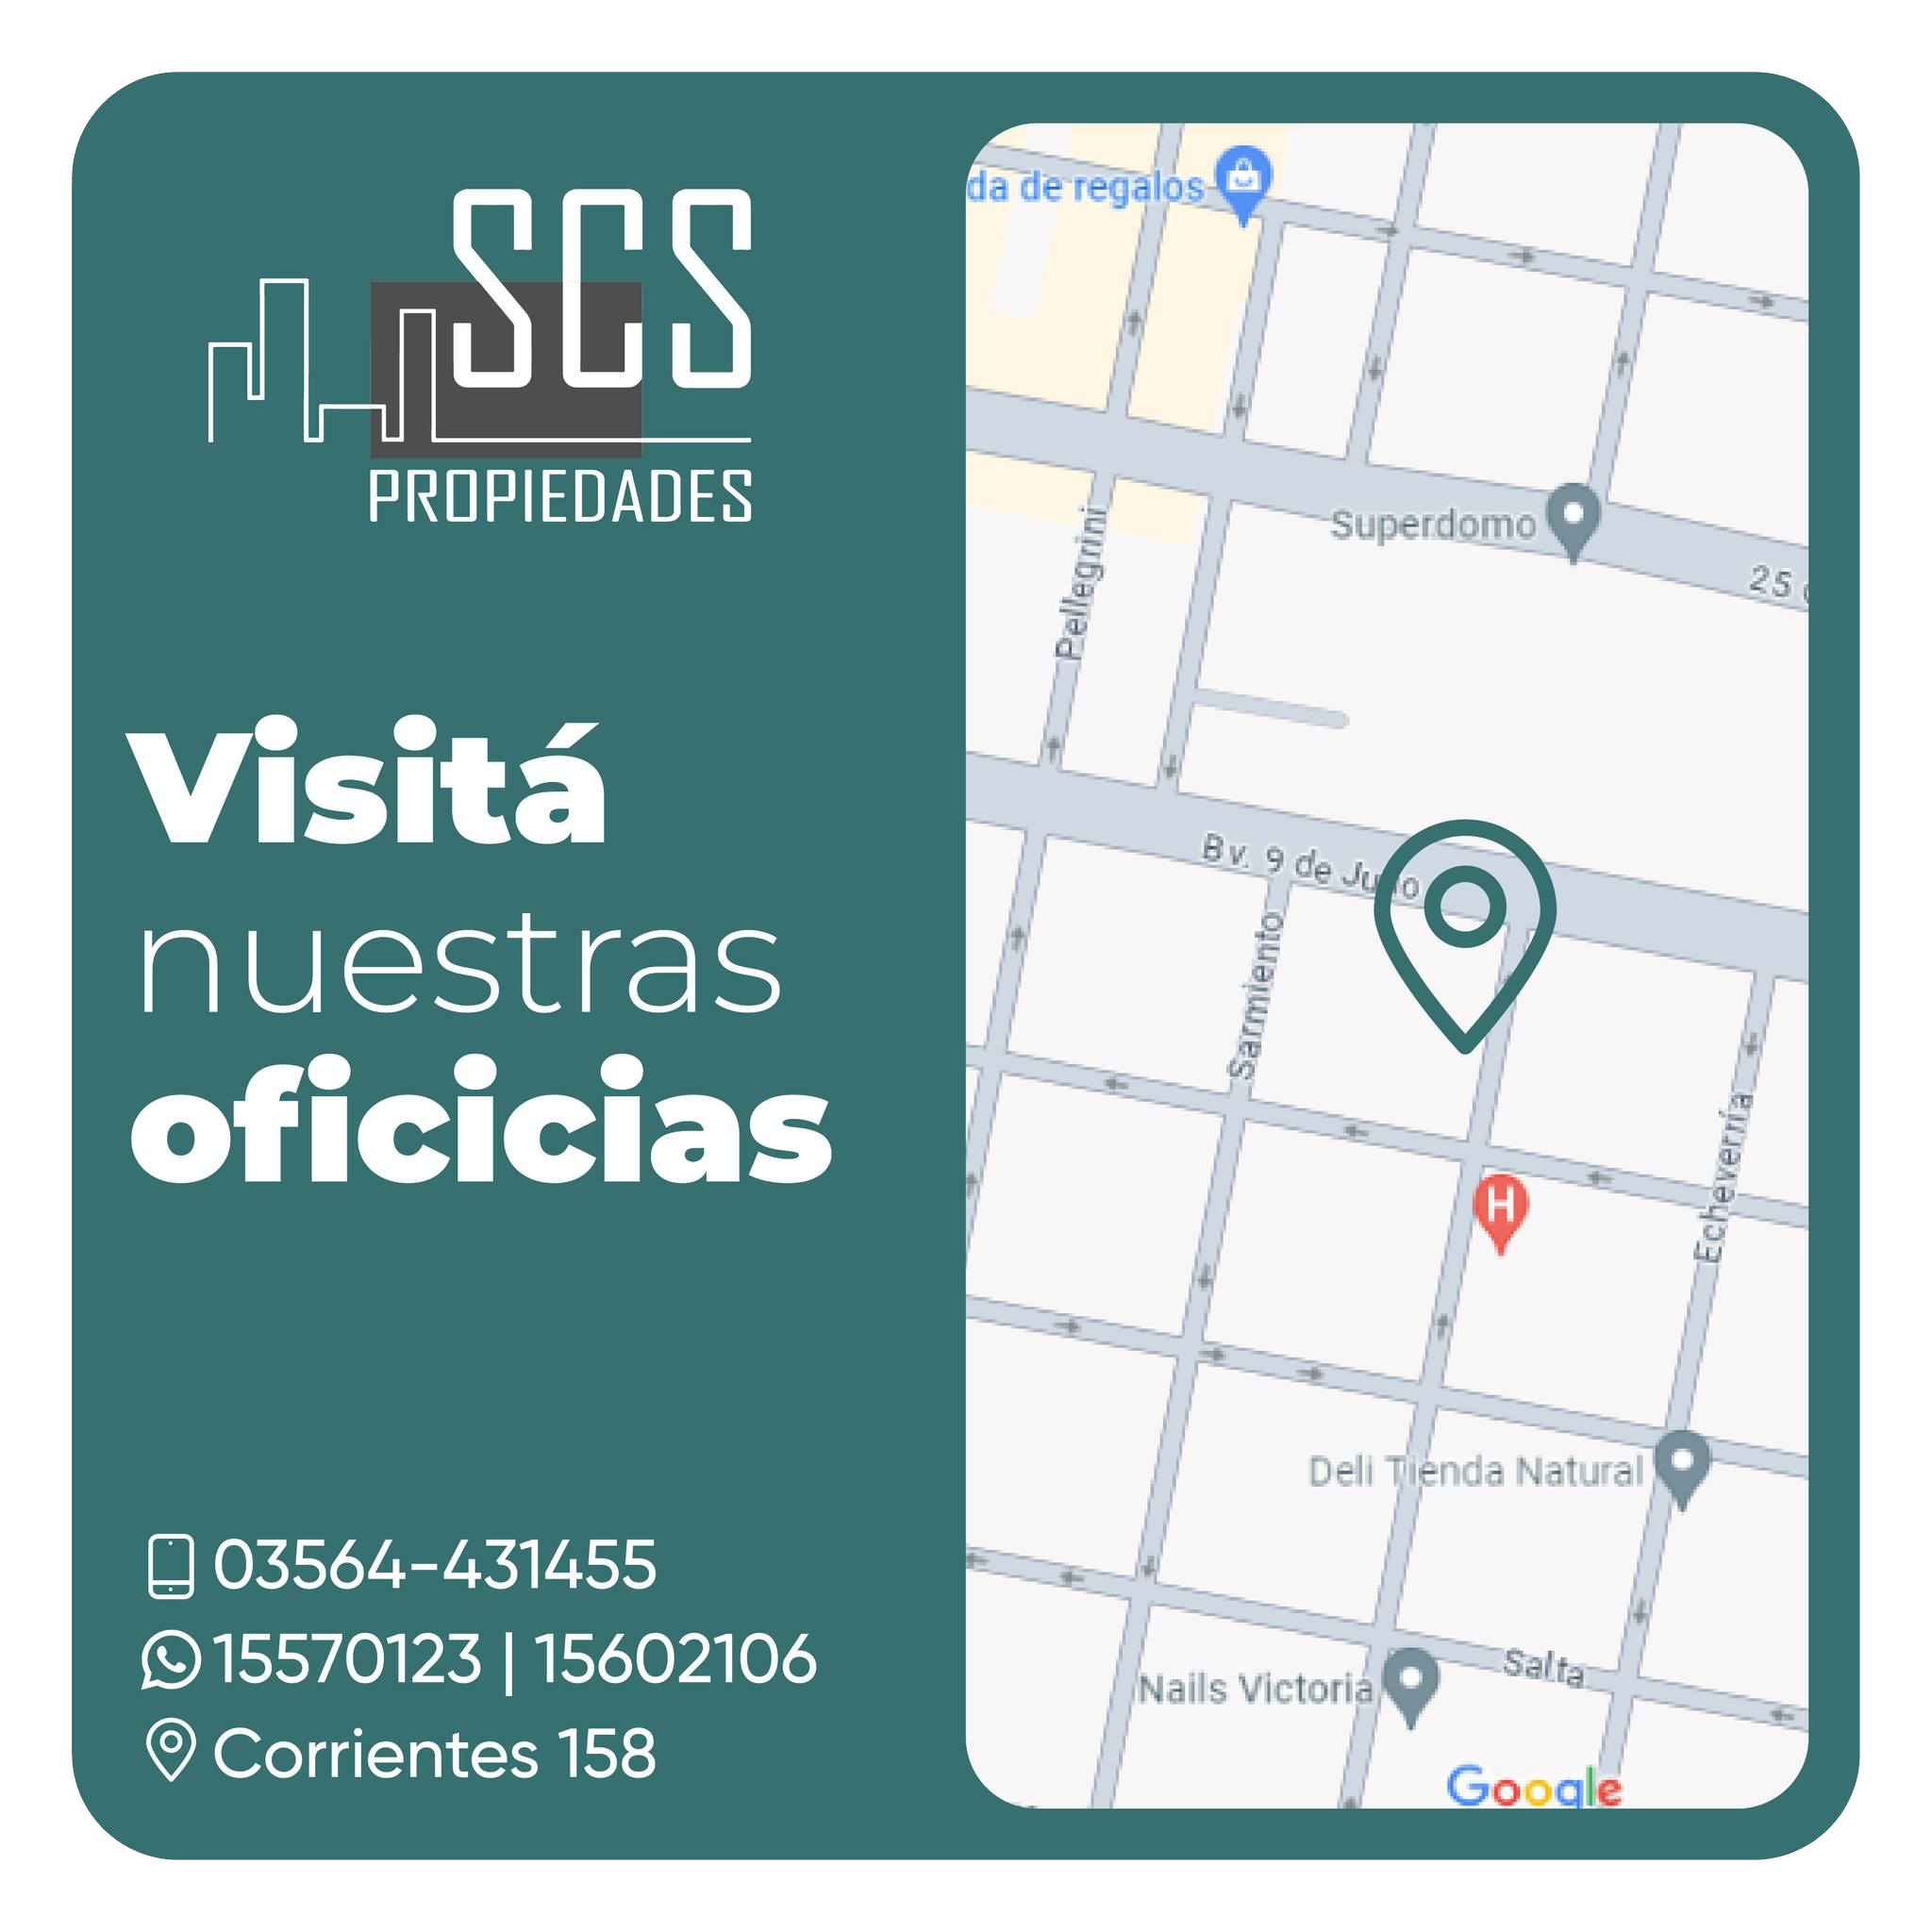 SCS
PROPIEDADES
Visitá
nuestras
oficicias
03564-431455
15570123 | 15602106
Corrientes 158
da de regalos
Superdomo
25
Pellegrini
Bv. 9 de Julio
Sarmiento
Echeverría
Deli Tienda Natural
Salta
Nails Victoria
Google
H